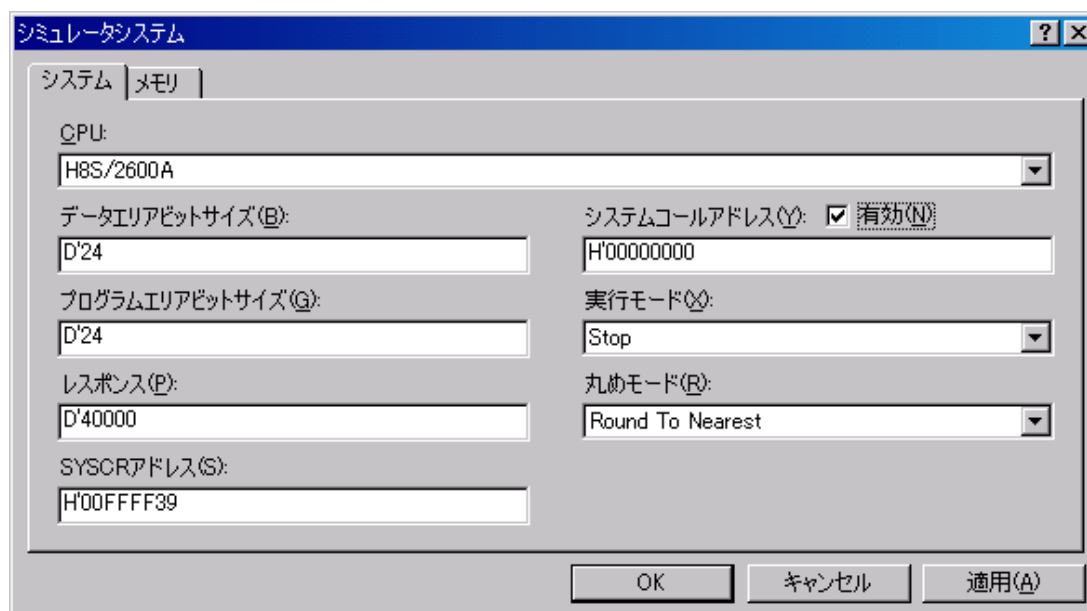 シミュレータシステム
システム メモリ
CPU:
H8S/2600A
データエリアビットサイズ(B):
D'24
システムコールアドレス(Y): 有効(N)
H'00000000
プログラムエリアビットサイズ(G):
D'24
実行モード(X):
Stop
レスポンス(P):
D'40000
丸めモード(R):
Round To Nearest
SYSCRアドレス(S):
H'00FFFF39
OK キャンセル 適用(A)